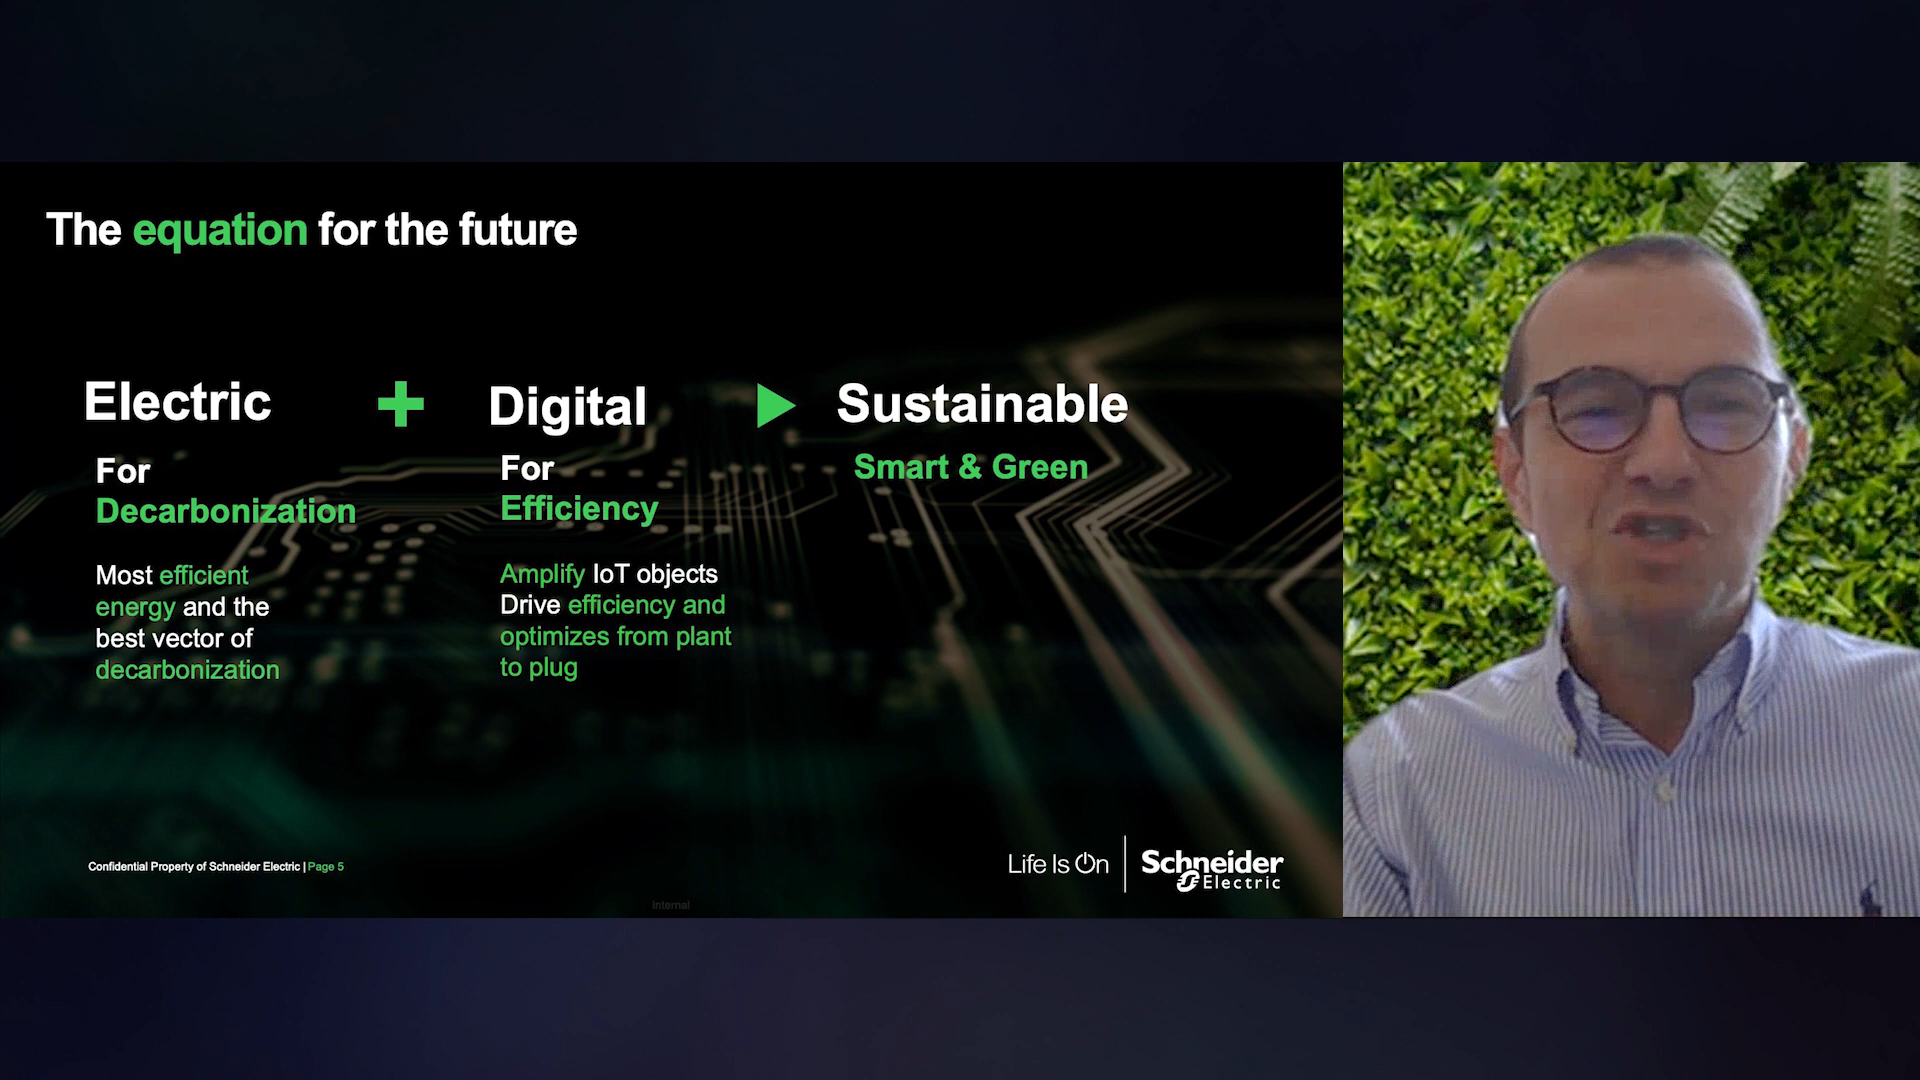 The equation for the future
Electric
For
Decarbonization
Most efficient
energy and the
best vector of
decarbonization
Digital
For
Efficiency
Amplify IoT objects
Drive efficiency and
optimizes from plant
to plug
Sustainable
Smart & Green
Confidential Property of Schneider Electric | Page 5
Internal
Life Is On
Schneider
Electric